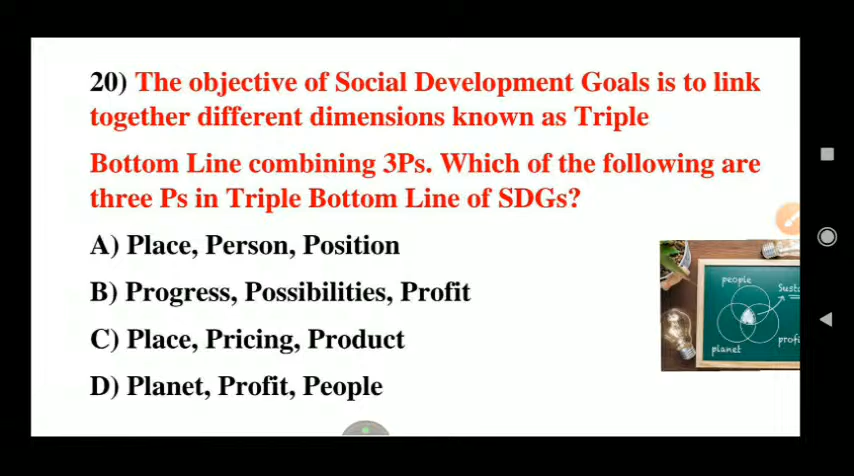 20) The objective of Social Development Goals is to link
together different dimensions known as Triple
Bottom Line combining 3Ps. Which of the following are
three Ps in Triple Bottom Line of SDGs?
A) Place, Person, Position
B) Progress, Possibilities, Profit
C) Place, Pricing, Product
D) Planet, Profit, People
people
planet